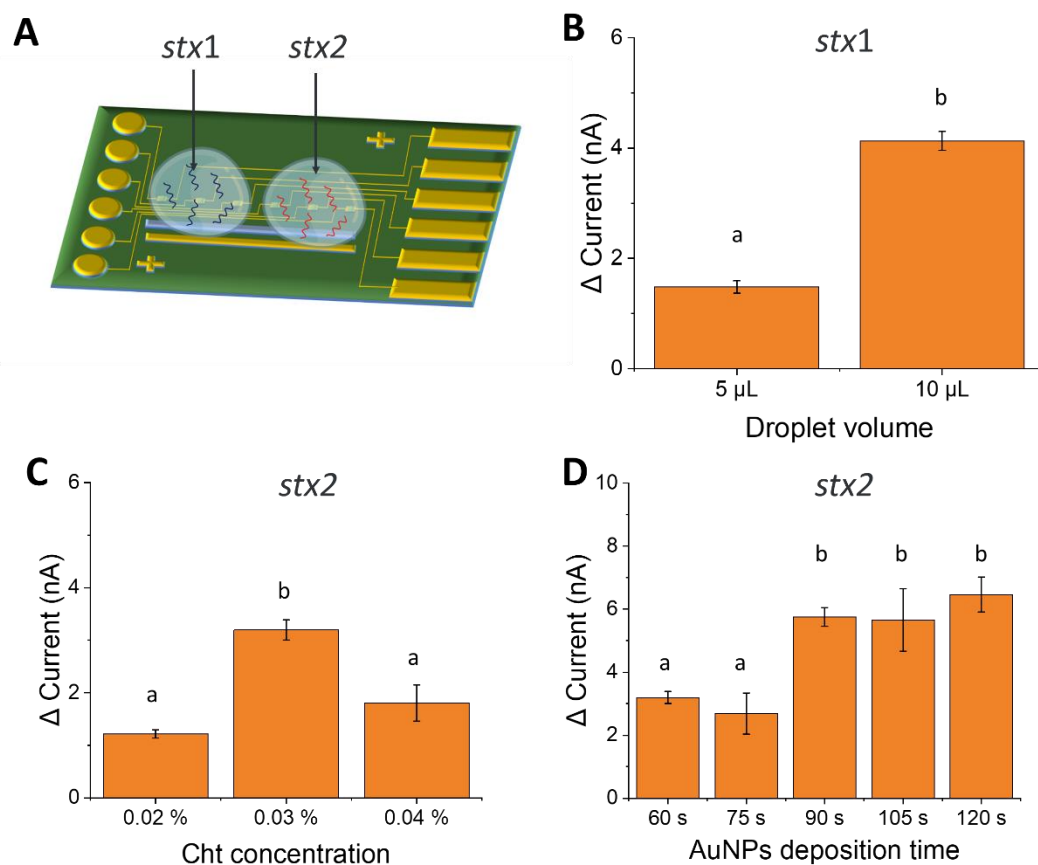 A
stx1
stx2
B
stx1
Δ Current (nA)
6
4
2
0
a
b
5 µL
10 µL
Droplet volume
C
stx2
Δ Current (nA)
6
4
2
0
a
b
a
0.02 %
0.03 %
0.04 %
Cht concentration
D
stx2
Δ Current (nA)
10
8
6
4
2
0
a
a
b
b
b
60 s
75 s
90 s
105 s
120 s
AuNPs deposition time